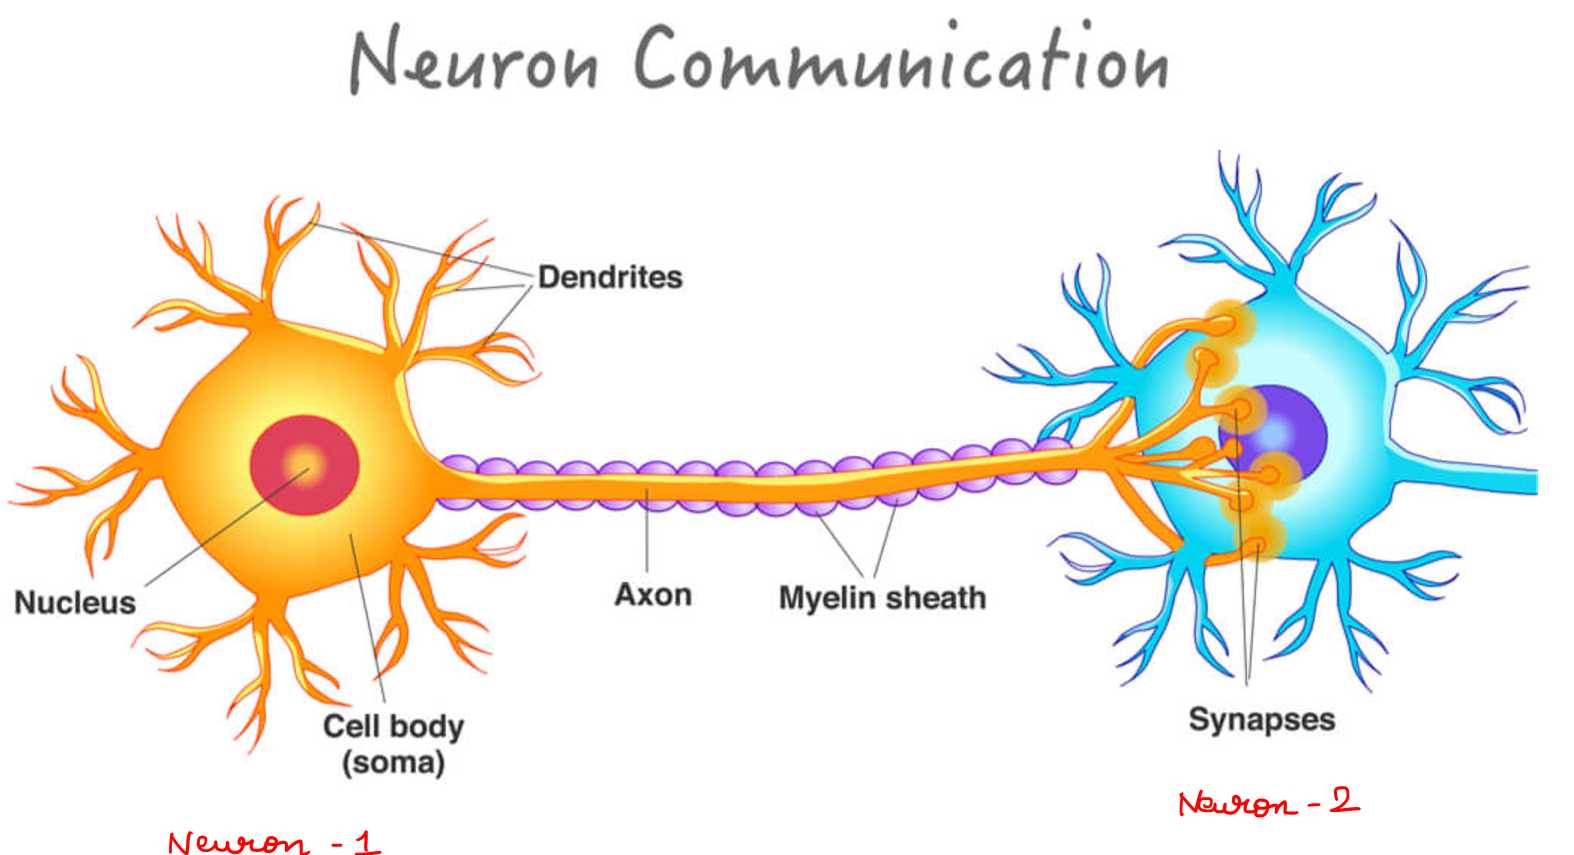 Neuron Communication
Dendrites
Nucleus
Axon
Myelin sheath
Cell body
(soma)
Synapses
Neuron - 1
Neuron - 2